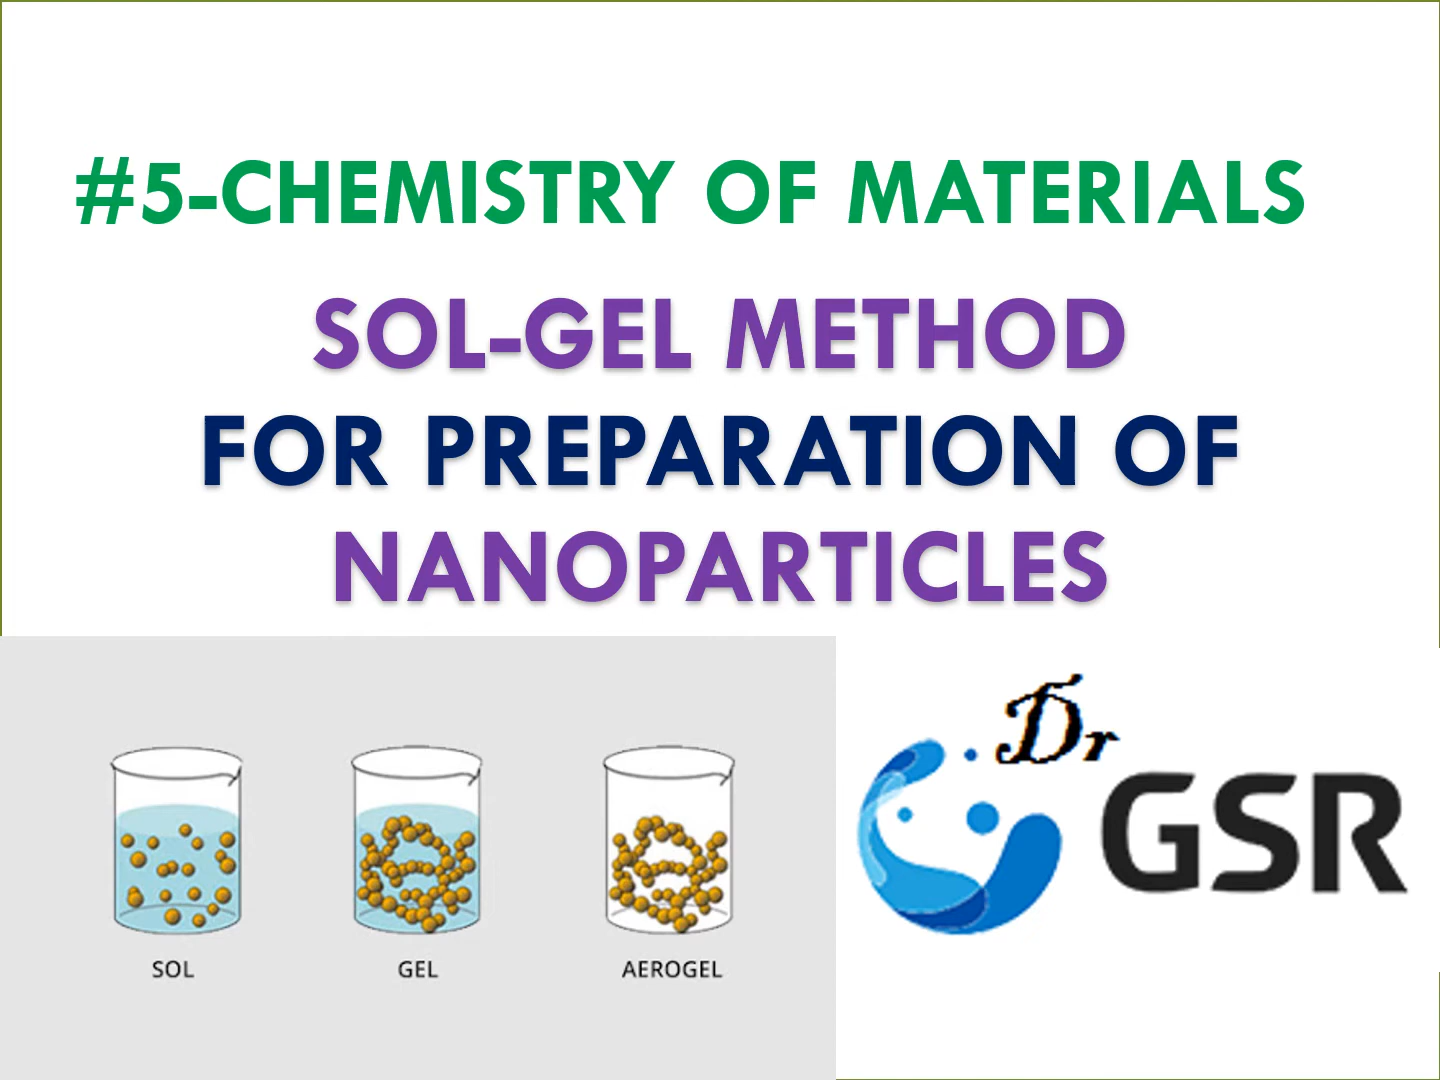 #5-CHEMISTRY OF MATERIALS
SOL-GEL METHOD
FOR PREPARATION OF
NANOPARTICLES
SOL GEL AEROGEL
Dr
GSR